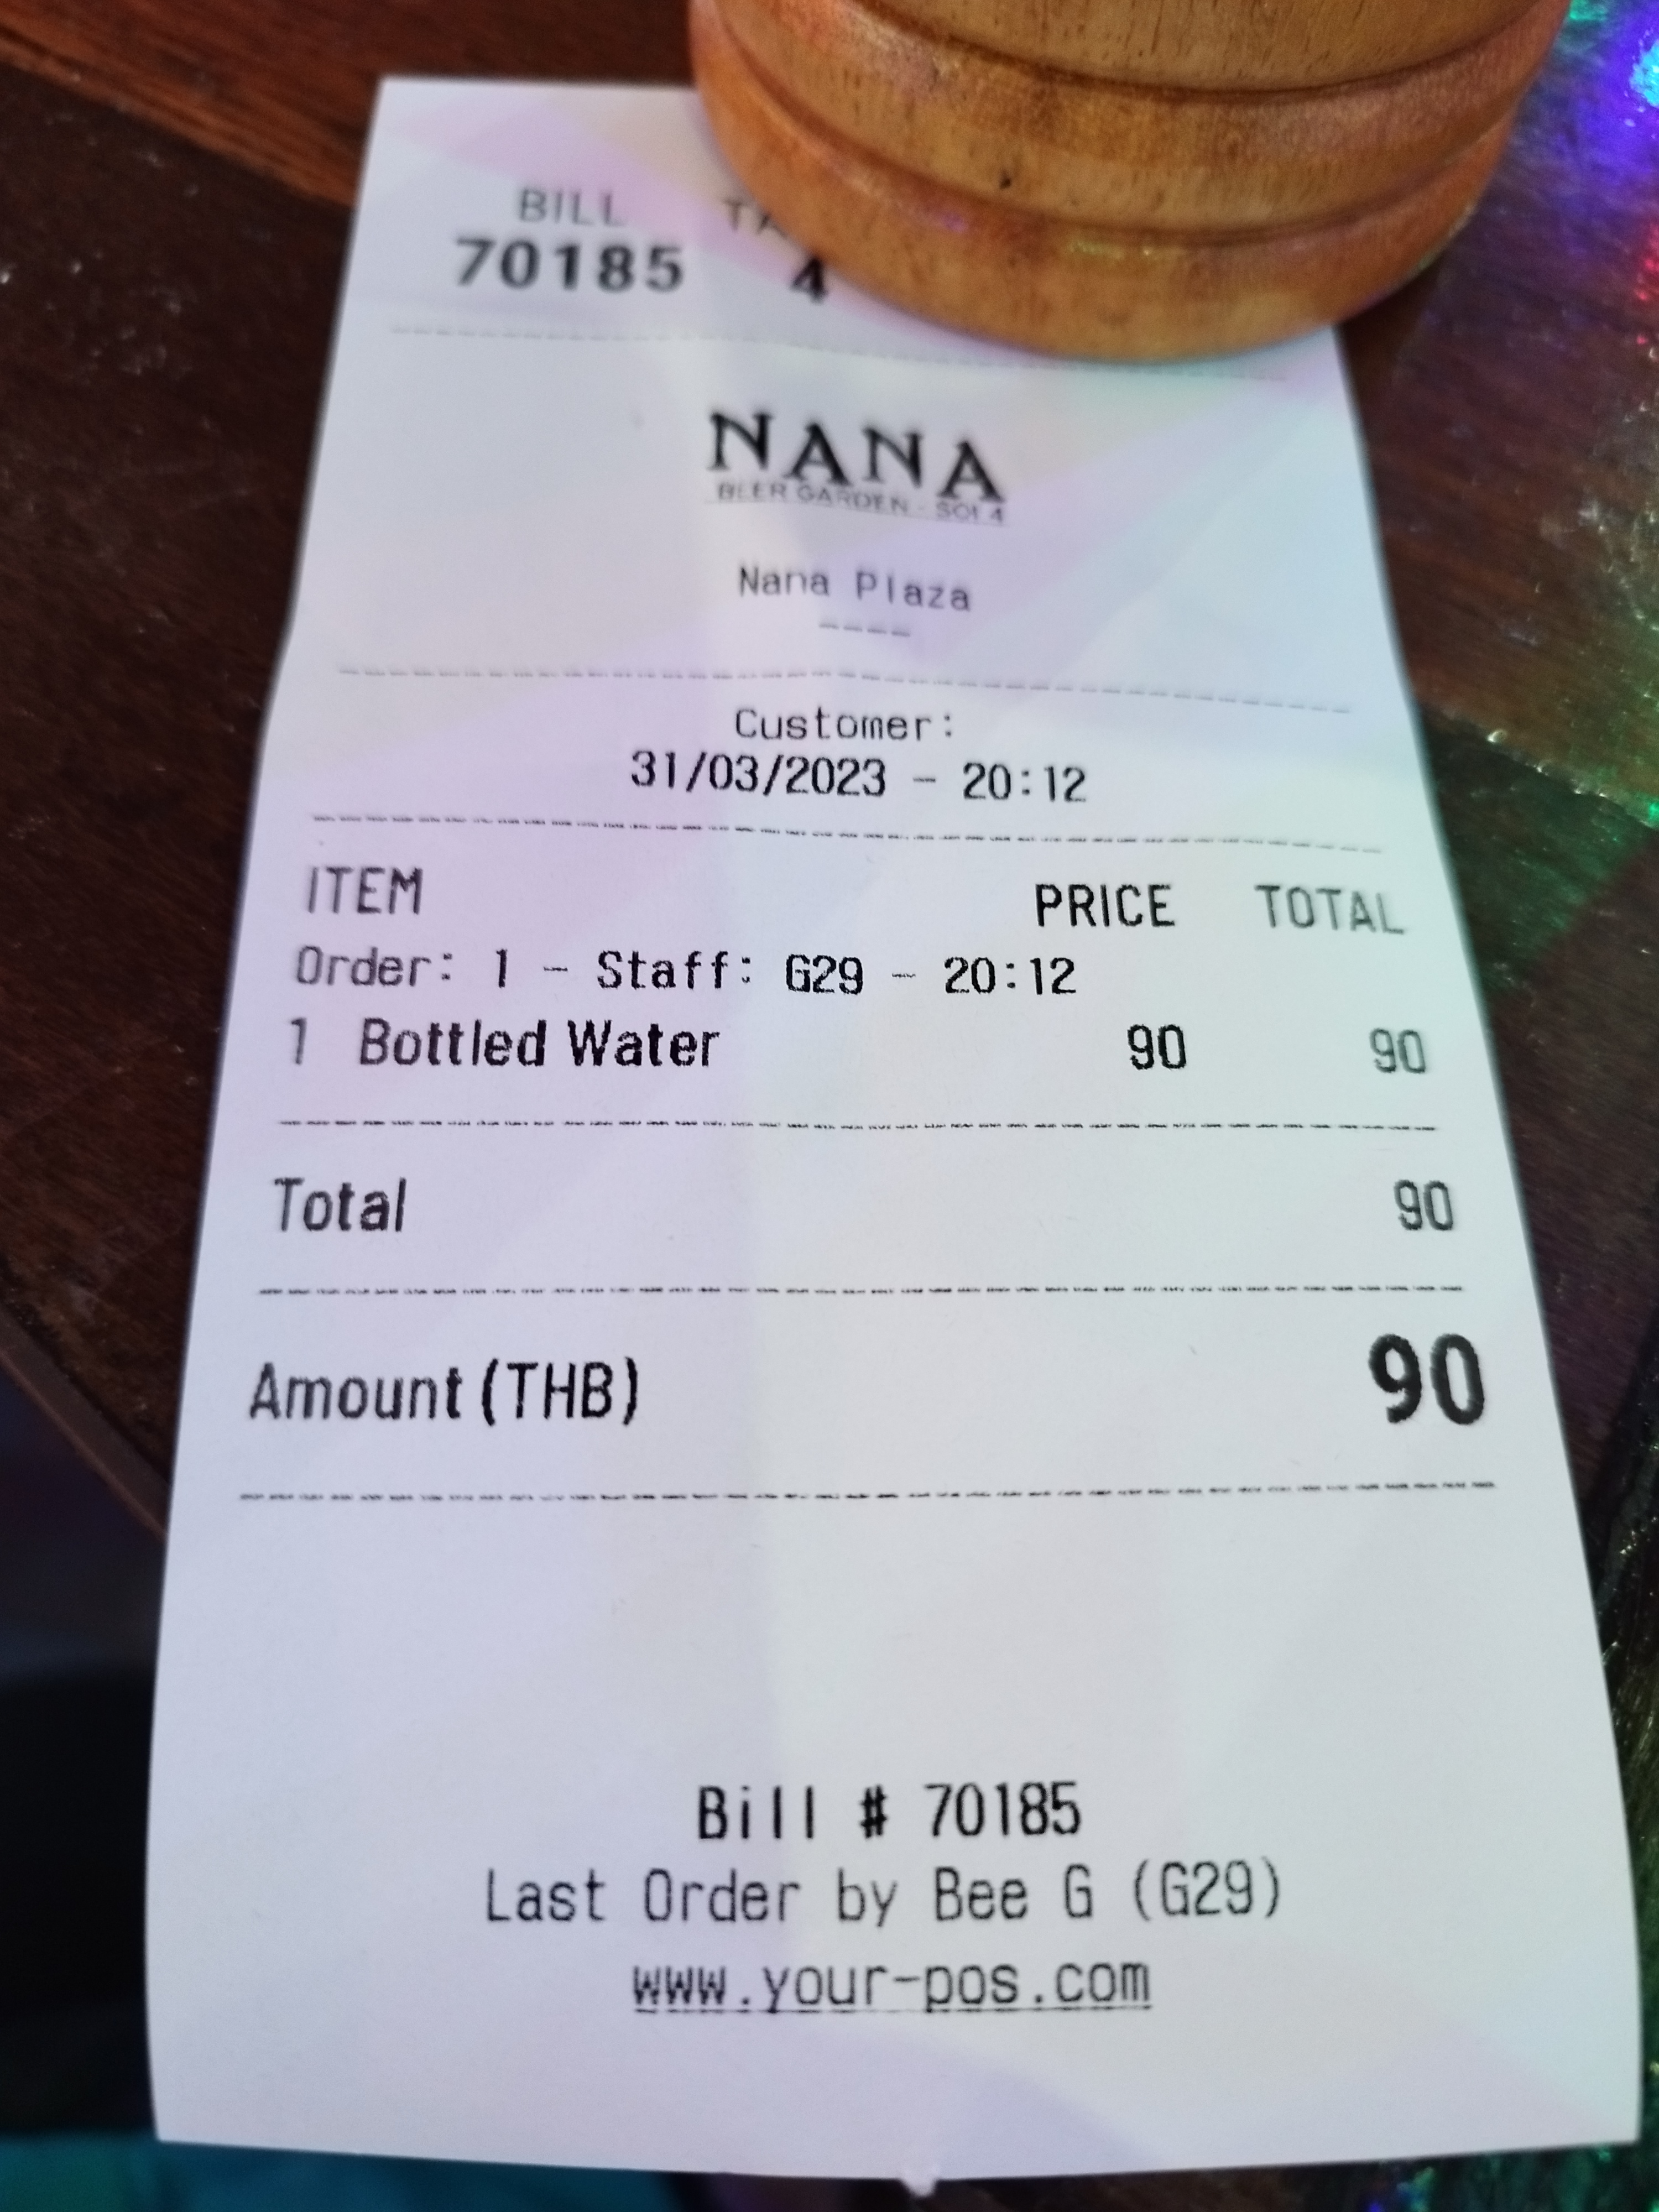 BILL
70185 4
NANA
BEER GARDEN - SOI 4
Nana Plaza
----
Customer:
31/03/2023 - 20:12
ITEM PRICE TOTAL
Order: 1 - Staff: G29 - 20:12
1 Bottled Water 90 90
Total 90
Amount(THB) 90
Bill # 70185
Last Order by Bee G (G29)
www.your-pos.com